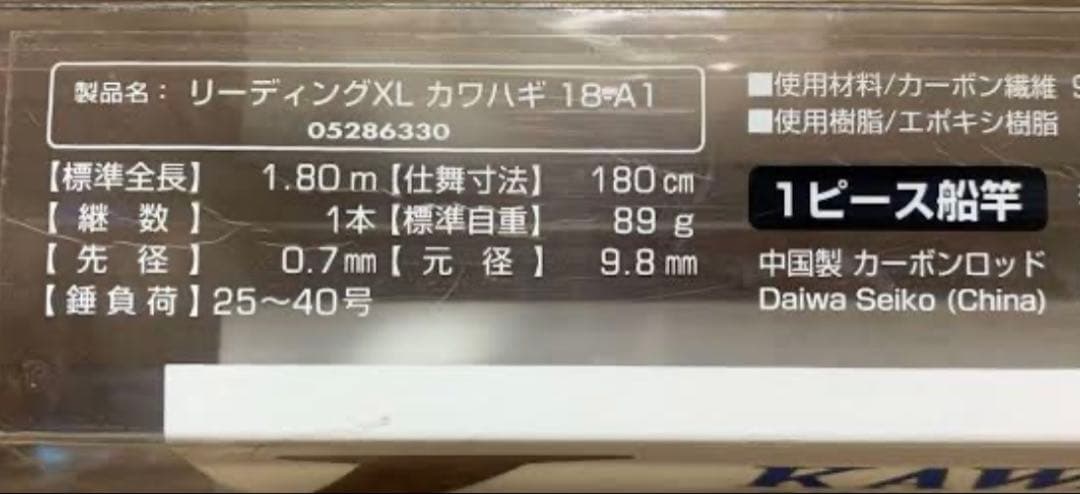 製品名： リーディングXL カワハギ 18-A1
05286330
【標準全長】 1.80m【仕舞寸法】 180cm
【継数】 1本【標準自重】 89g
【先径】 0.7mm【元径】 9.8mm
【錘負荷】25～40号
■使用材料/カーボン繊維 9
■使用樹脂/エポキシ樹脂
1ピース船竿
中国製 カーボンロッド
Daiwa Seiko (China)
KAW